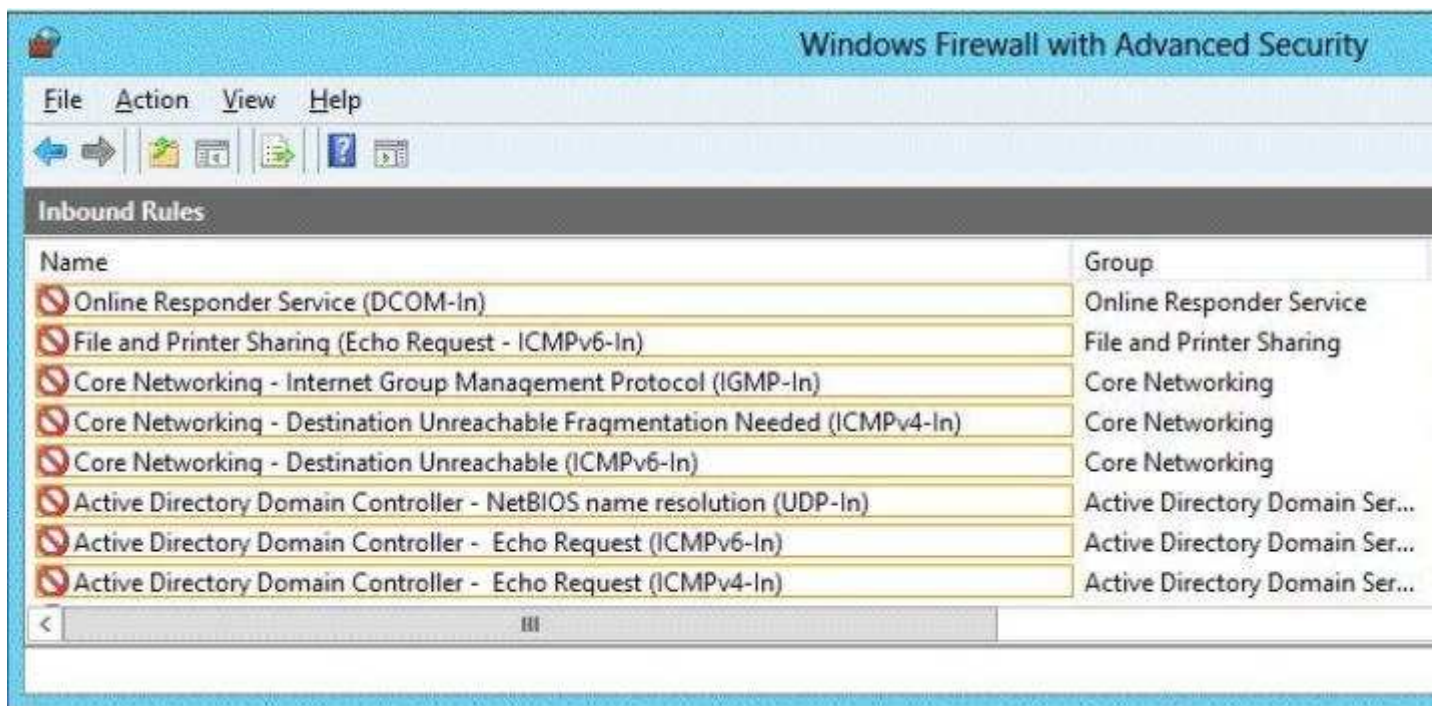 Windows Firewall with Advanced Security
File Action View Help
Inbound Rules
Name Group
Online Responder Service (DCOM-In) Online Responder Service
File and Printer Sharing (Echo Request - ICMPv6-In) File and Printer Sharing
Core Networking - Internet Group Management Protocol (IGMP-In) Core Networking
Core Networking - Destination Unreachable Fragmentation Needed (ICMPv4-In) Core Networking
Core Networking - Destination Unreachable (ICMPv6-In) Core Networking
Active Directory Domain Controller - NetBIOS name resolution (UDP-In) Active Directory Domain Ser...
Active Directory Domain Controller - Echo Request (ICMPv6-In) Active Directory Domain Ser...
Active Directory Domain Controller - Echo Request (ICMPv4-In) Active Directory Domain Ser...